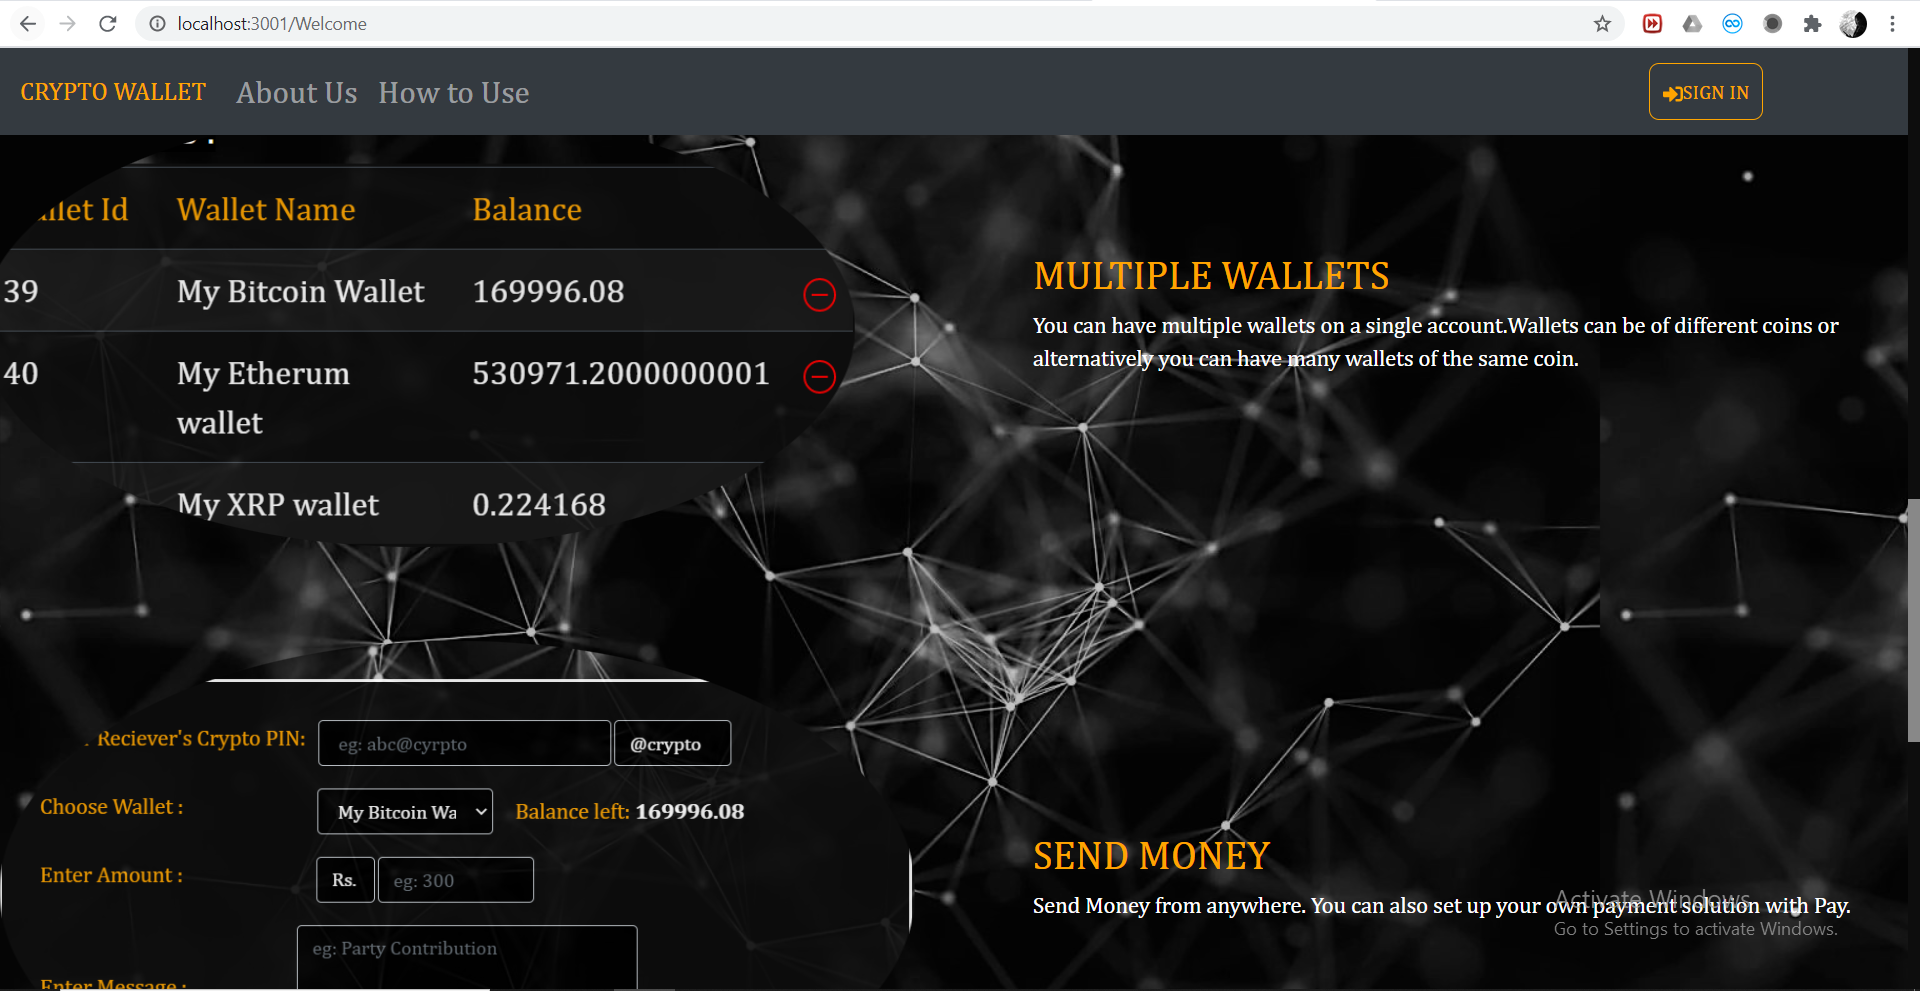 localhost:3001/Welcome
CRYPTO WALLET About Us How to Use SIGN IN
Wallet Name Balance
39 My Bitcoin Wallet 169996.08
40 My Etherum 530971.2000000001
wallet
My XRP wallet 0.224168
MULTIPLE WALLETS
You can have multiple wallets on a single account.Wallets can be of different coins or
alternatively you can have many wallets of the same coin.
Reciever's Crypto PIN: eg: abc@cyrpto @crypto
Choose Wallet : My Bitcoin Wa Balance left: 169996.08
Enter Amount : Rs. eg: 300
eg: Party Contribution
Enter Message :
SEND MONEY
Send Money from anywhere. You can also set up your own payment solution with Pay.
Activate Windows
Go to Settings to activate Windows.